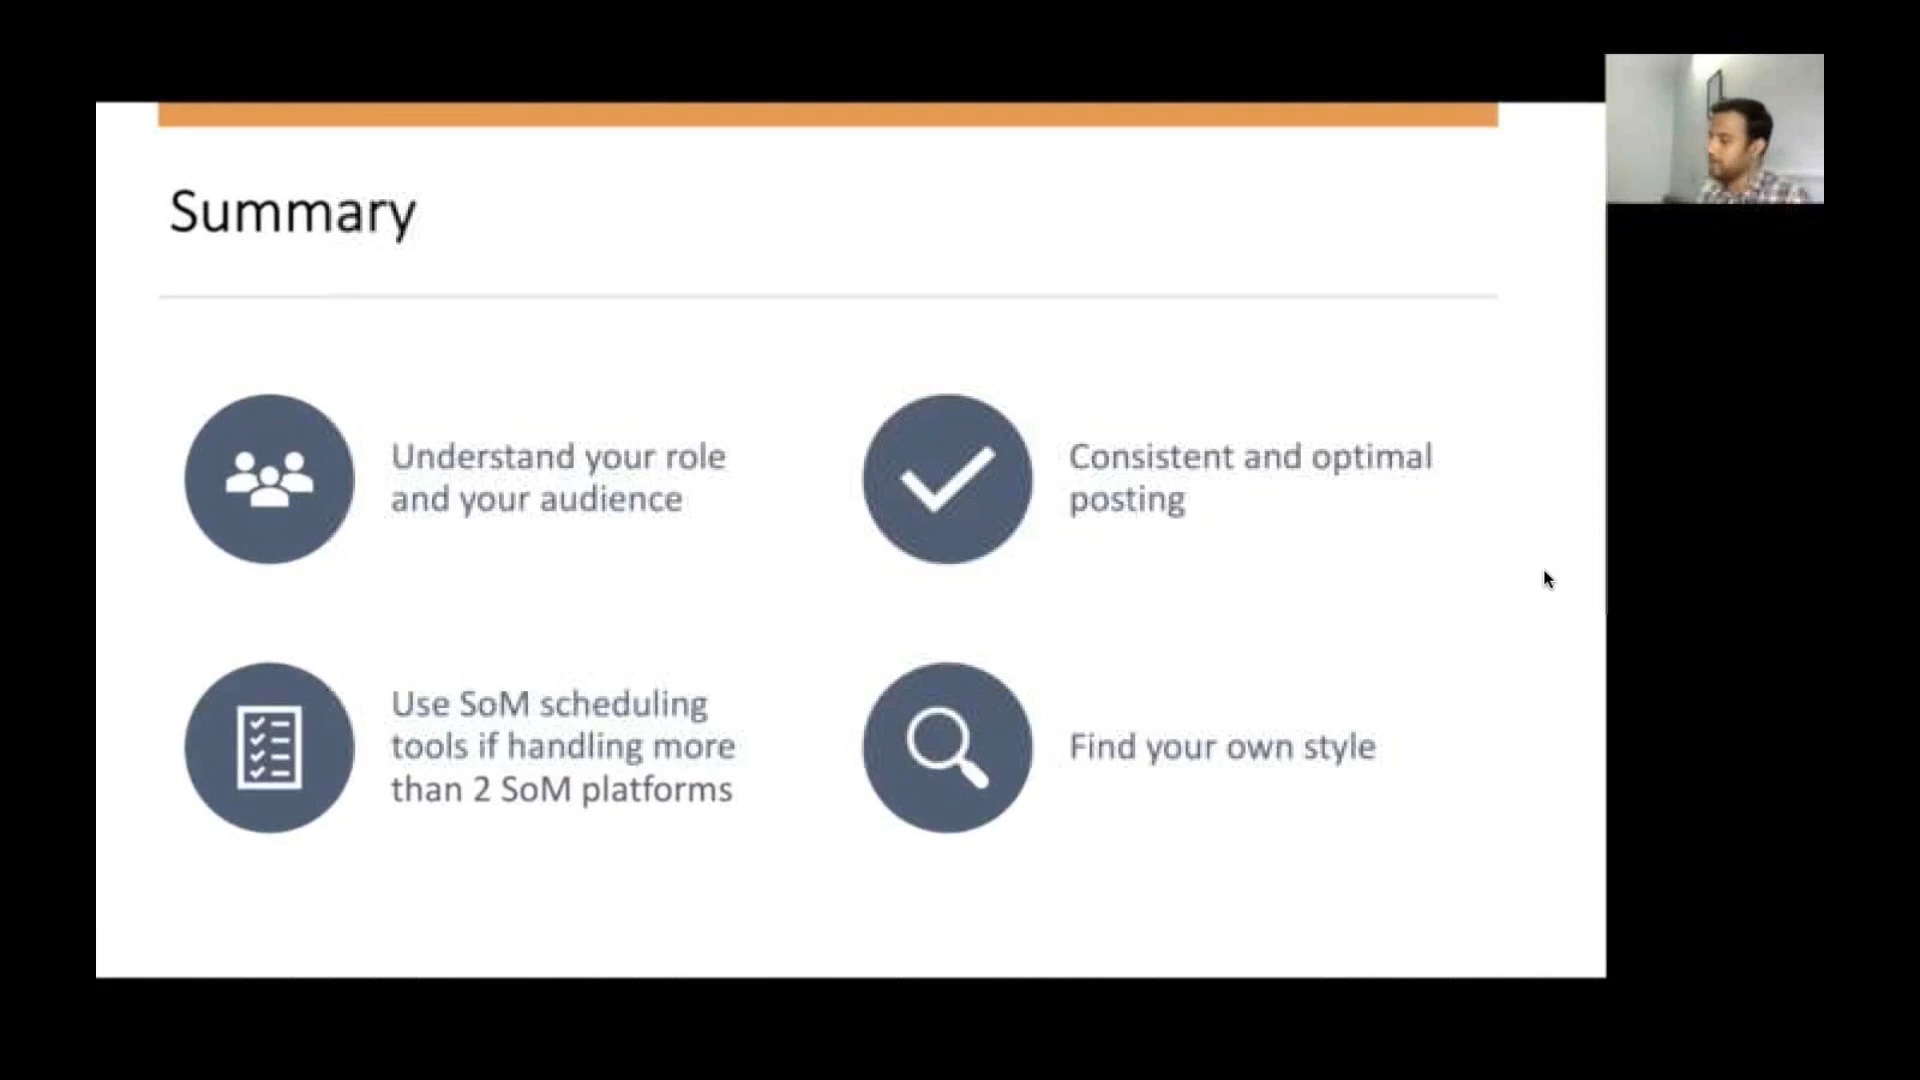 Summary
Understand your role
and your audience
Consistent and optimal
posting
Use SoM scheduling
tools if handling more
than 2 SoM platforms
Find your own style